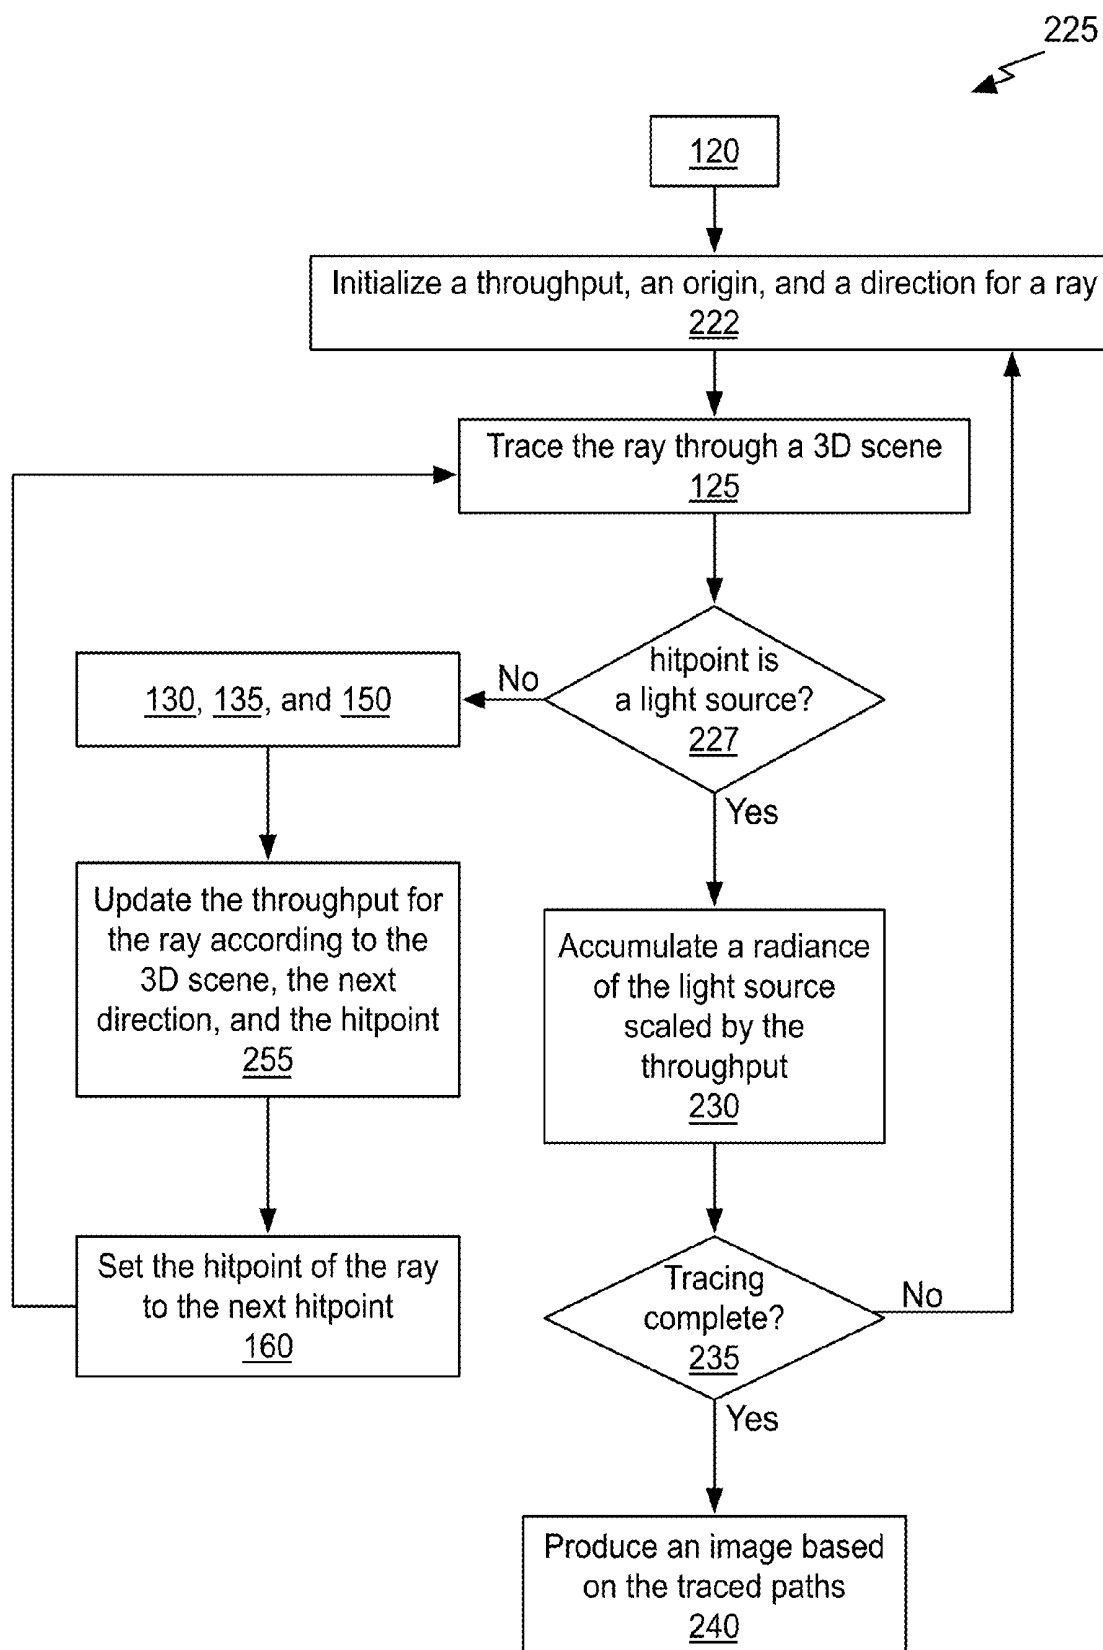 225
120
Initialize a throughput, an origin, and a direction for a ray
222
Trace the ray through a 3D scene
125
hitpoint is
a light source?
227
No
Yes
130, 135, and 150
Update the throughput for
the ray according to the
3D scene, the next
direction, and the hitpoint
255
Set the hitpoint of the ray
to the next hitpoint
160
Accumulate a radiance
of the light source
scaled by the
throughput
230
Tracing
complete?
235
No
Yes
Produce an image based
on the traced paths
240